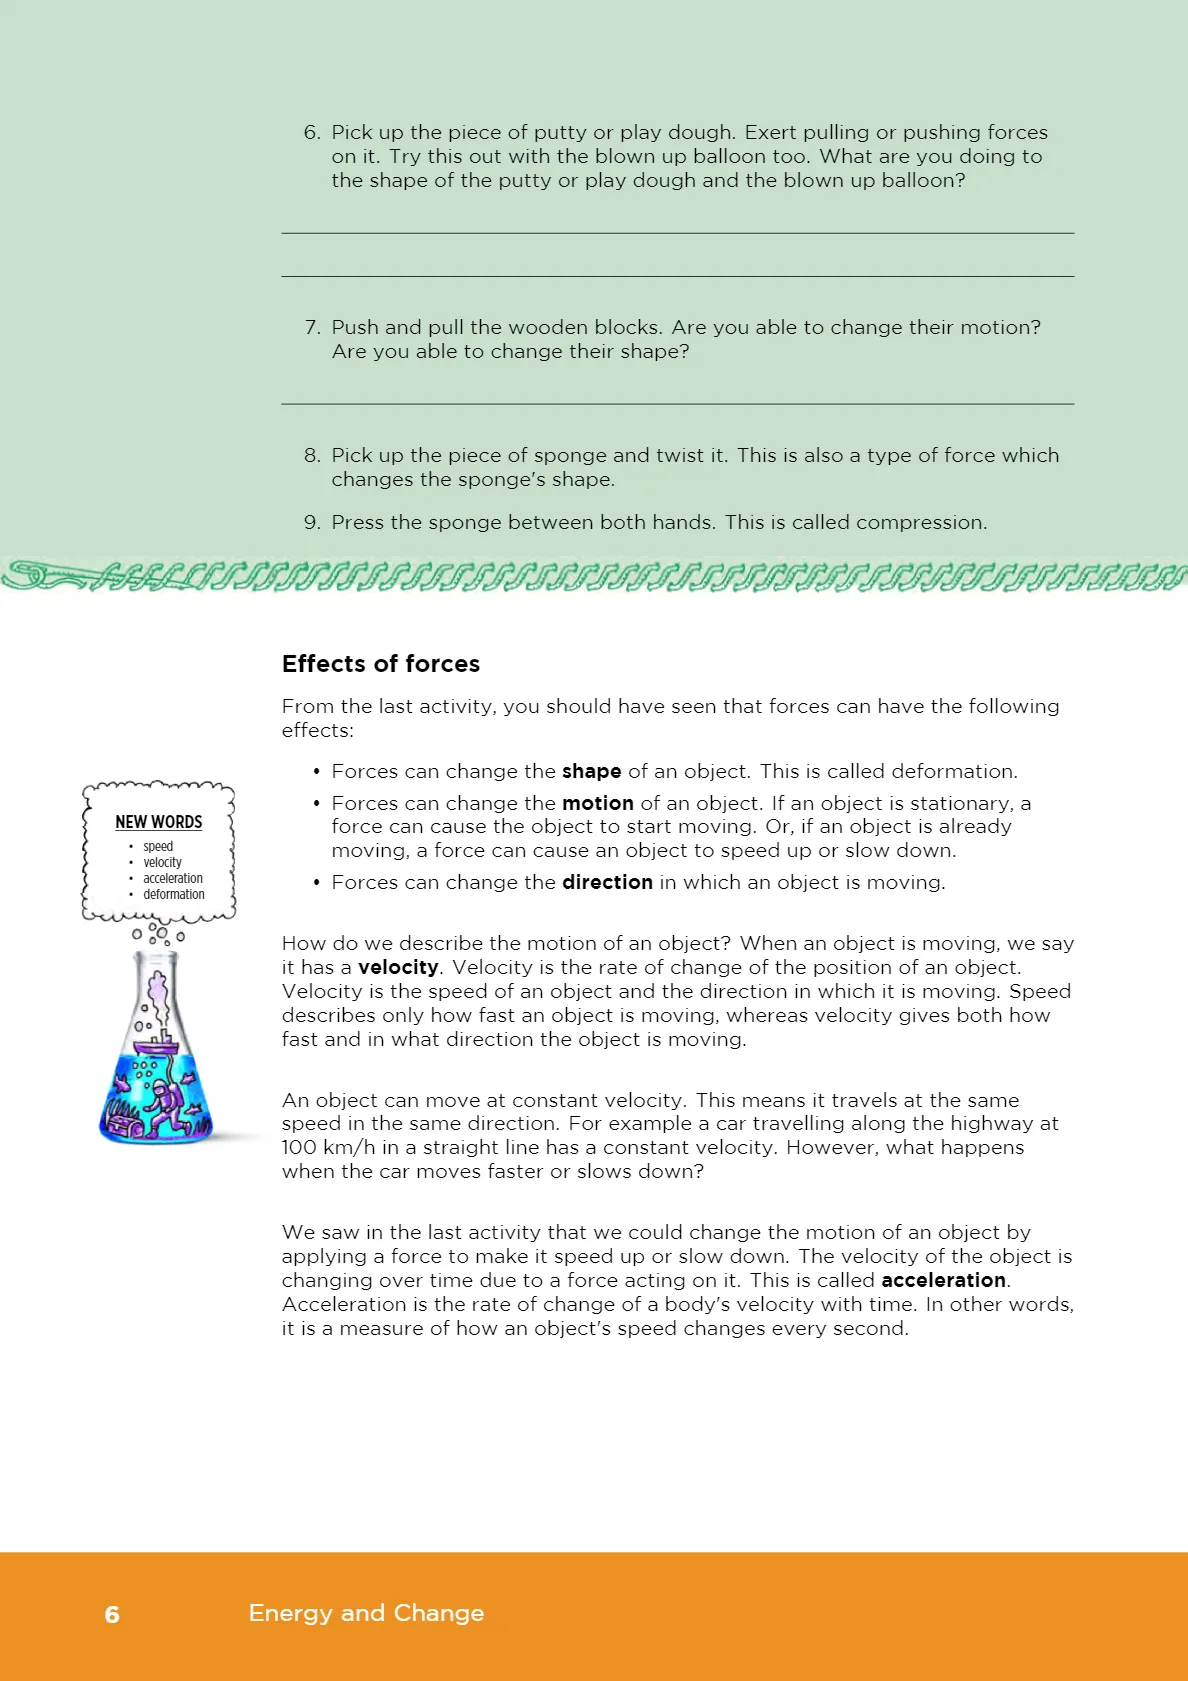 6. Pick up the piece of putty or play dough. Exert pulling or pushing forces
on it. Try this out with the blown up balloon too. What are you doing to
the shape of the putty or play dough and the blown up balloon?
7. Push and pull the wooden blocks. Are you able to change their motion?
Are you able to change their shape?
8. Pick up the piece of sponge and twist it. This is also a type of force which
changes the sponge's shape.
9. Press the sponge between both hands. This is called compression.
Effects of forces
From the last activity, you should have seen that forces can have the following
effects:
• Forces can change the shape of an object. This is called deformation.
• Forces can change the motion of an object. If an object is stationary, a
force can cause the object to start moving. Or, if an object is already
moving, a force can cause an object to speed up or slow down.
• Forces can change the direction in which an object is moving.
NEW WORDS
• speed
• velocity
• acceleration
• deformation
How do we describe the motion of an object? When an object is moving, we say
it has a velocity. Velocity is the rate of change of the position of an object.
Velocity is the speed of an object and the direction in which it is moving. Speed
describes only how fast an object is moving, whereas velocity gives both how
fast and in what direction the object is moving.
An object can move at constant velocity. This means it travels at the same
speed in the same direction. For example a car travelling along the highway at
100 km/h in a straight line has a constant velocity. However, what happens
when the car moves faster or slows down?
We saw in the last activity that we could change the motion of an object by
applying a force to make it speed up or slow down. The velocity of the object is
changing over time due to a force acting on it. This is called acceleration.
Acceleration is the rate of change of a body's velocity with time. In other words,
it is a measure of how an object's speed changes every second.
6 Energy and Change